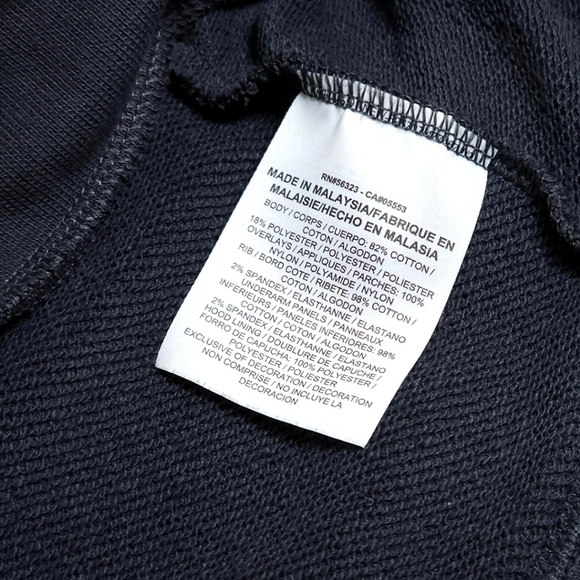 RN#56323 - CA#05553
MADE IN MALAYSIA/FABRIQUE EN
MALAISIE/HECHO EN MALASIA
BODY / CORPS / CUERPO: 82% COTTON /
COTON / ALGODON
18% POLYESTER / POLYESTER / POLIESTER
OVERLAYS / APPLIQUES / PARCHES: 100%
NYLON / POLYAMIDE / NYLON
RIB / BORD COTE / RIBETE: 98% COTTON /
COTON / ALGODON
2% SPANDEX / ELASTHANNE / ELASTANO
UNDERARM PANELS / PANNEAUX
INFERIEURS / PANELES INFERIORES: 98%
COTTON / COTON / ALGODON
2% SPANDEX / ELASTHANNE / ELASTANO
HOOD LINING / DOUBLURE DE CAPUCHE /
FORRO DE CAPUCHA: 100% POLYESTER /
POLYESTER / POLIESTER
EXCLUSIVE OF DECORATION / DECORATION
NON COMPRISE / NO INCLUYE LA
DECORACION